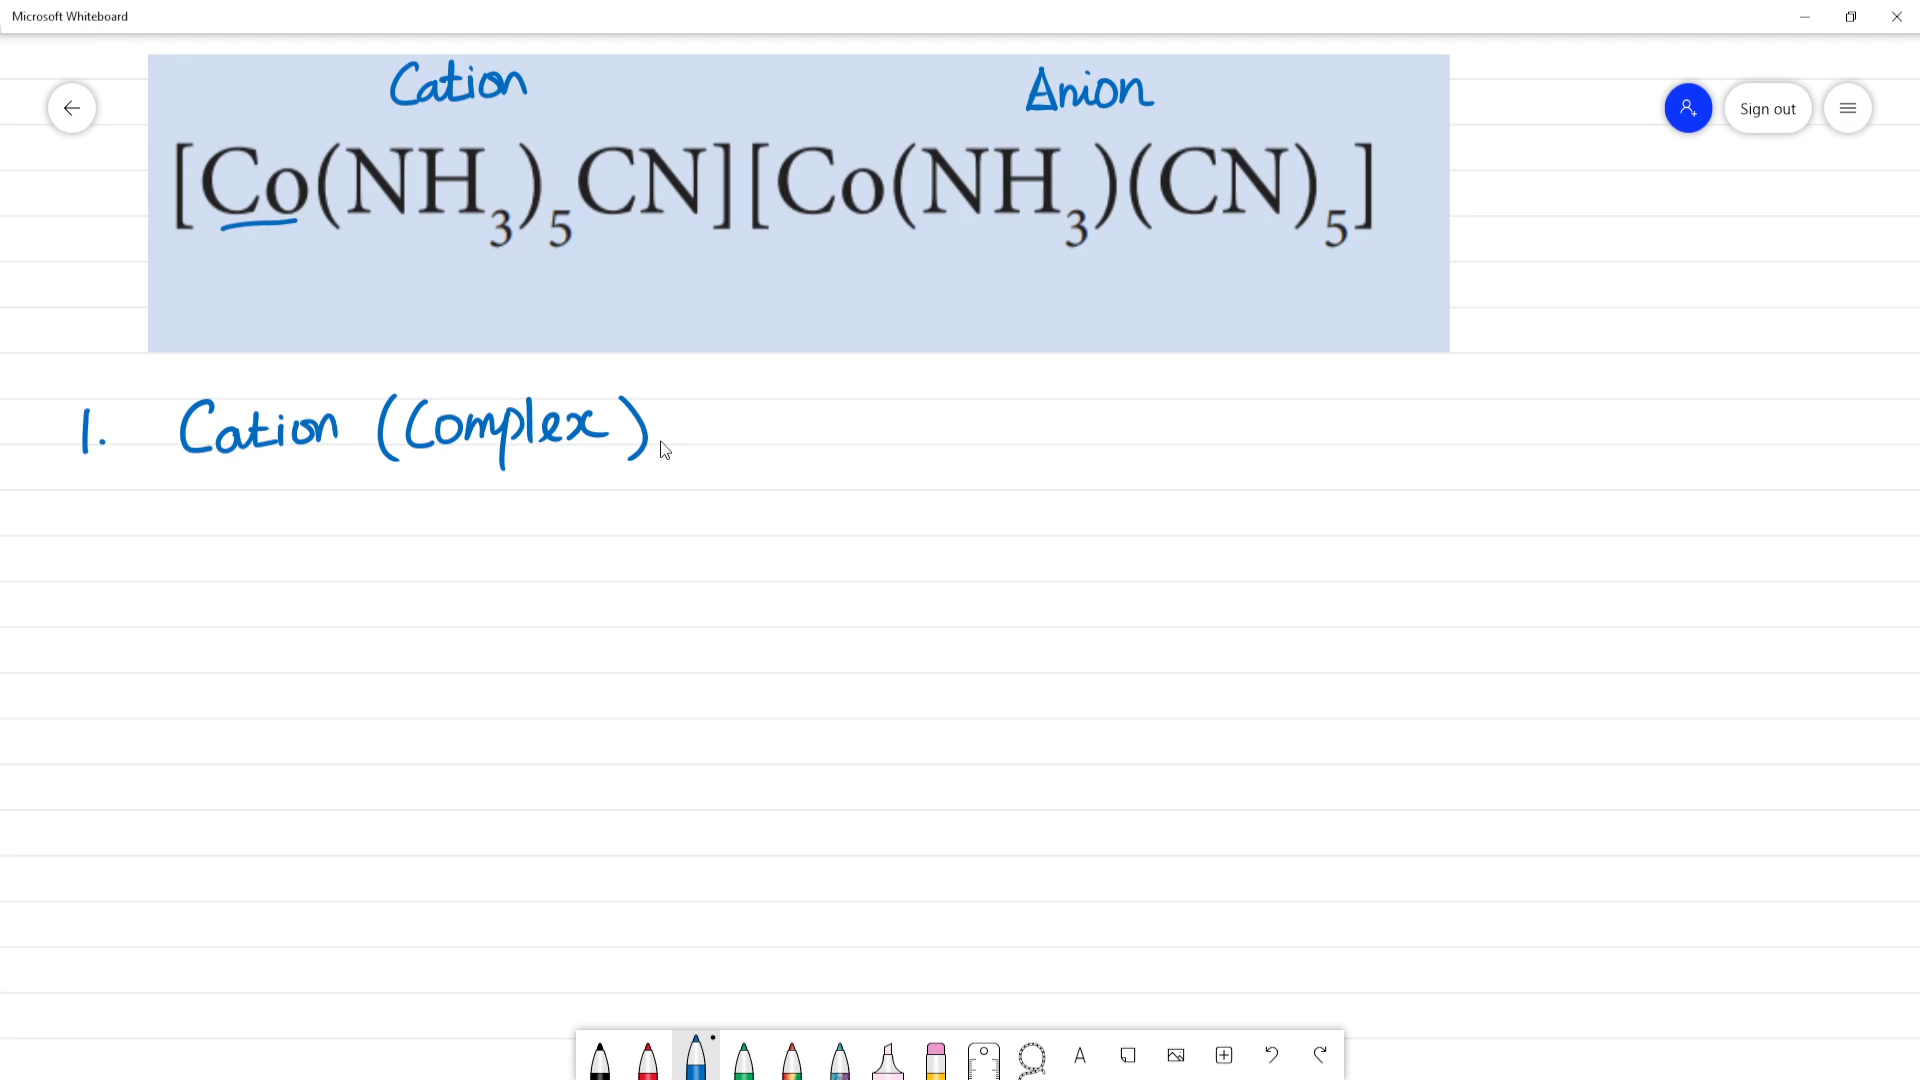 Microsoft Whiteboard
Cation Anion
[Co(NH₃)₅CN][Co(NH₃)(CN)₅]
Sign out
1. Cation (Complex)
A